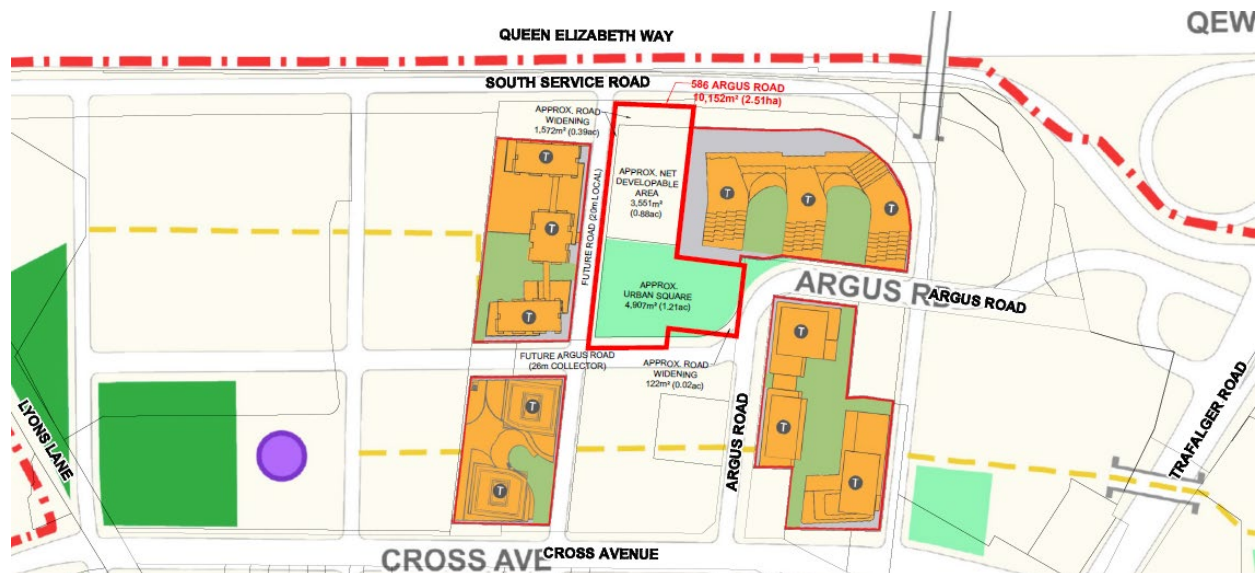 QEW
QUEEN ELIZABETH WAY
SOUTH SERVICE ROAD
586 ARGUS ROAD
10,152m² (2.51ha)
APPROX. ROAD
WIDENING
1,572m² (0.39ac)
T
T
T
FUTURE ROAD (20m LOCAL)
APPROX. NET
DEVELOPABLE
AREA
3,551m²
(0.88ac)
T
T
T
APPROX.
URBAN SQUARE
4,907m² (1.21ac)
ARGUS RD
ARGUS ROAD
FUTURE ARGUS ROAD
(26m COLLECTOR)
APPROX. ROAD
WIDENING
122m² (0.02ac)
T
T
T
T
T
LYONS LANE
ARGUS ROAD
TRAFALGER ROAD
CROSS AVE
CROSS AVENUE